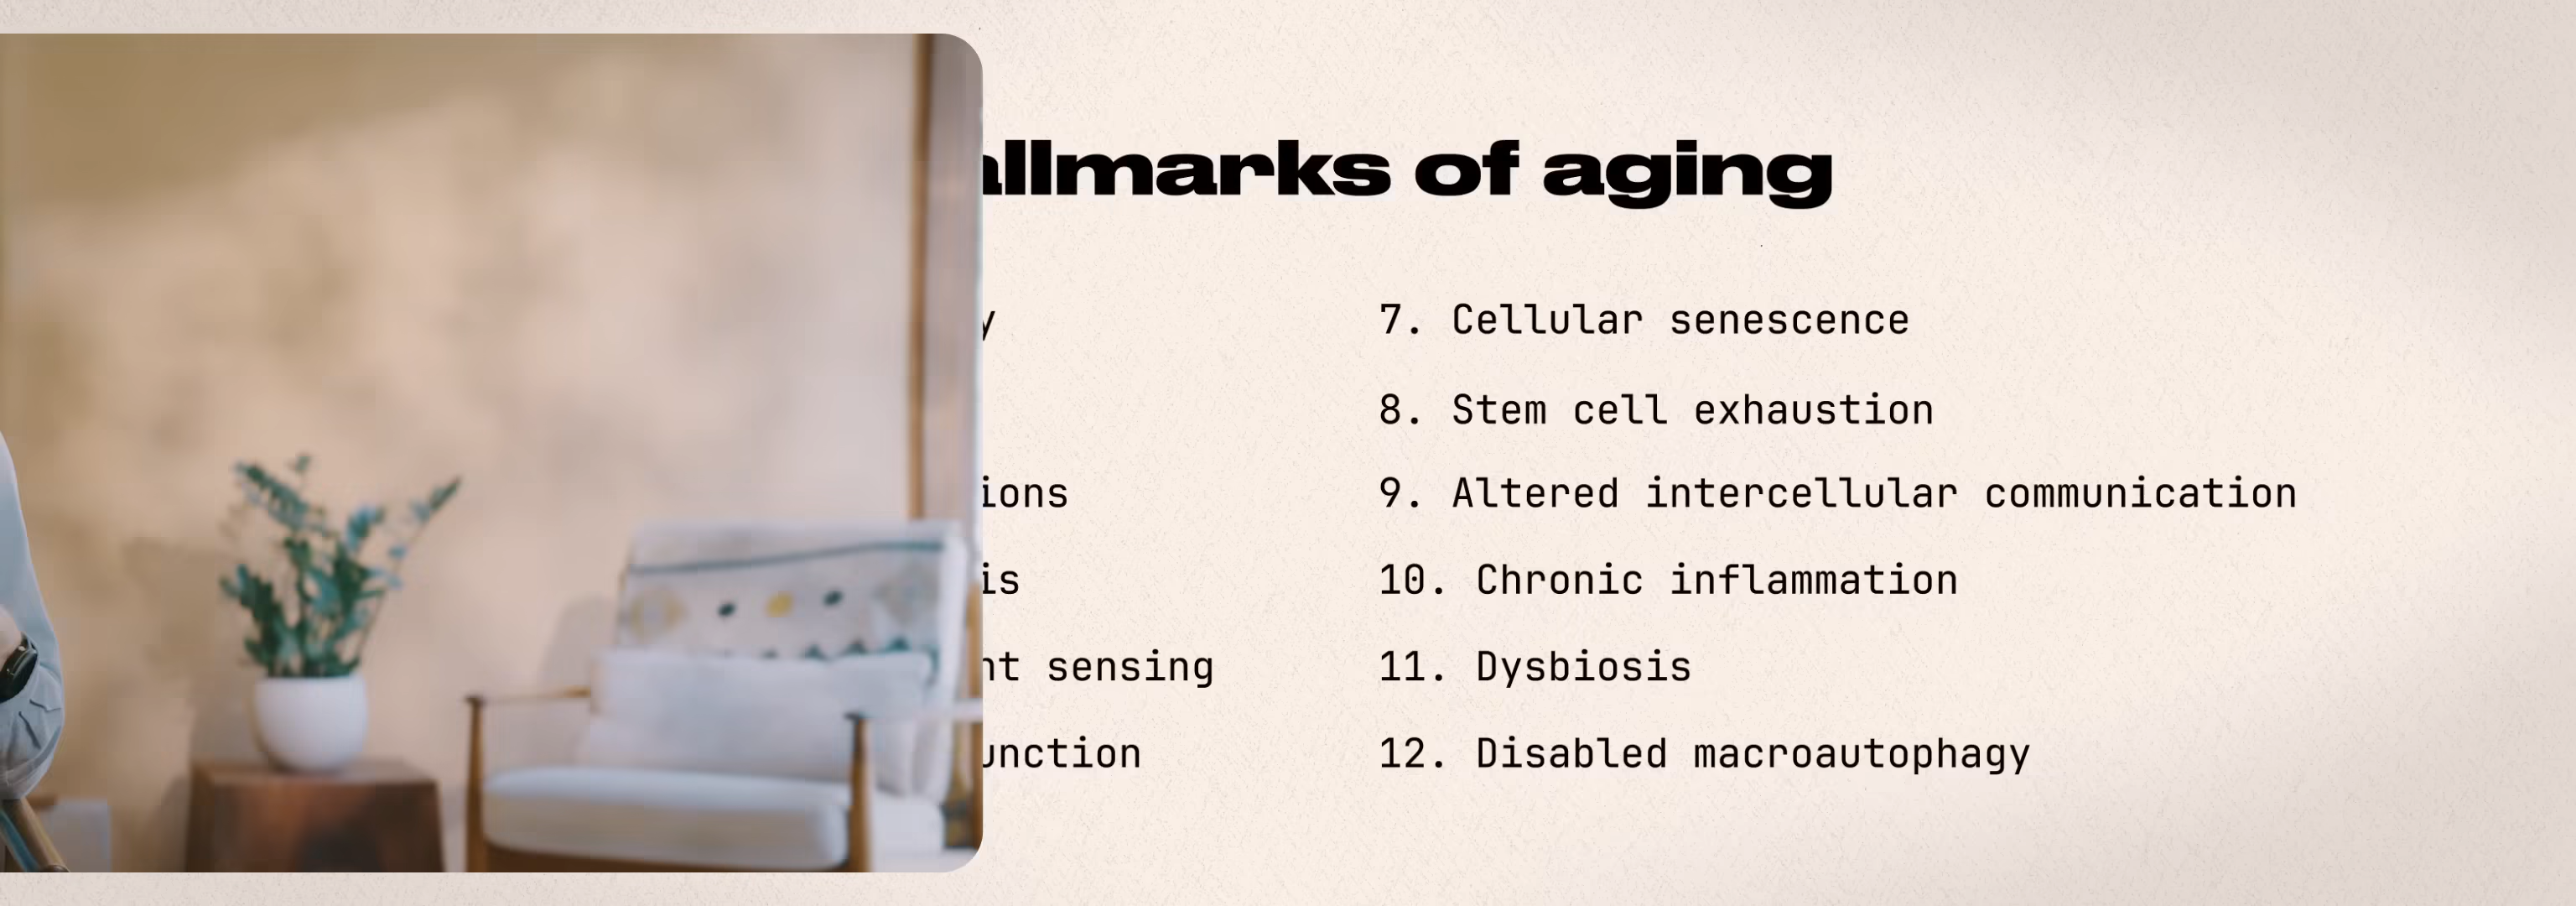 allmarks of aging
y
ions
is
nt sensing
unction
7. Cellular senescence
8. Stem cell exhaustion
9. Altered intercellular communication
10. Chronic inflammation
11. Dysbiosis
12. Disabled macroautophagy